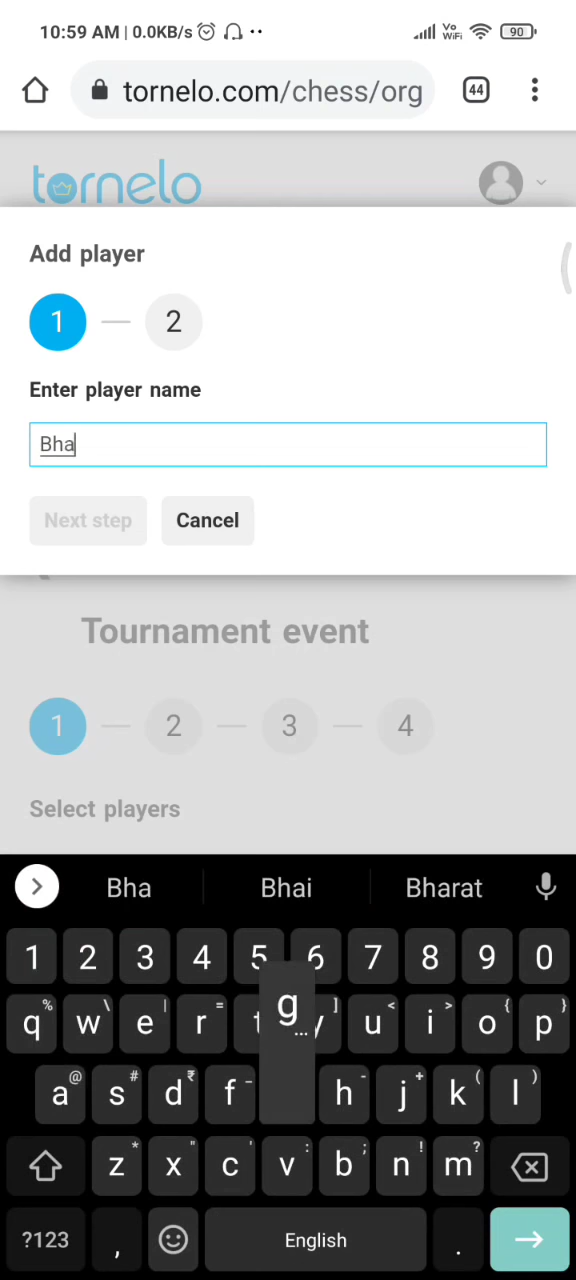 10:59 AM | 0.0KB/s
Vo WiFi 90
tornelo.com/chess/org 44
tornelo
Add player
1 2
Enter player name
Bha
Next step Cancel
Tournament event
1 2 3 4
Select players
Bha Bhai Bharat
1 2 3 4 5 6 7 8 9 0
% \ | = ] < > { }
q w e r t y u i o p
@ # ₹ - - + ( )
a s d f g... h j k l
* " ' : ; ! ?
z x c v b n m
?123 , English .